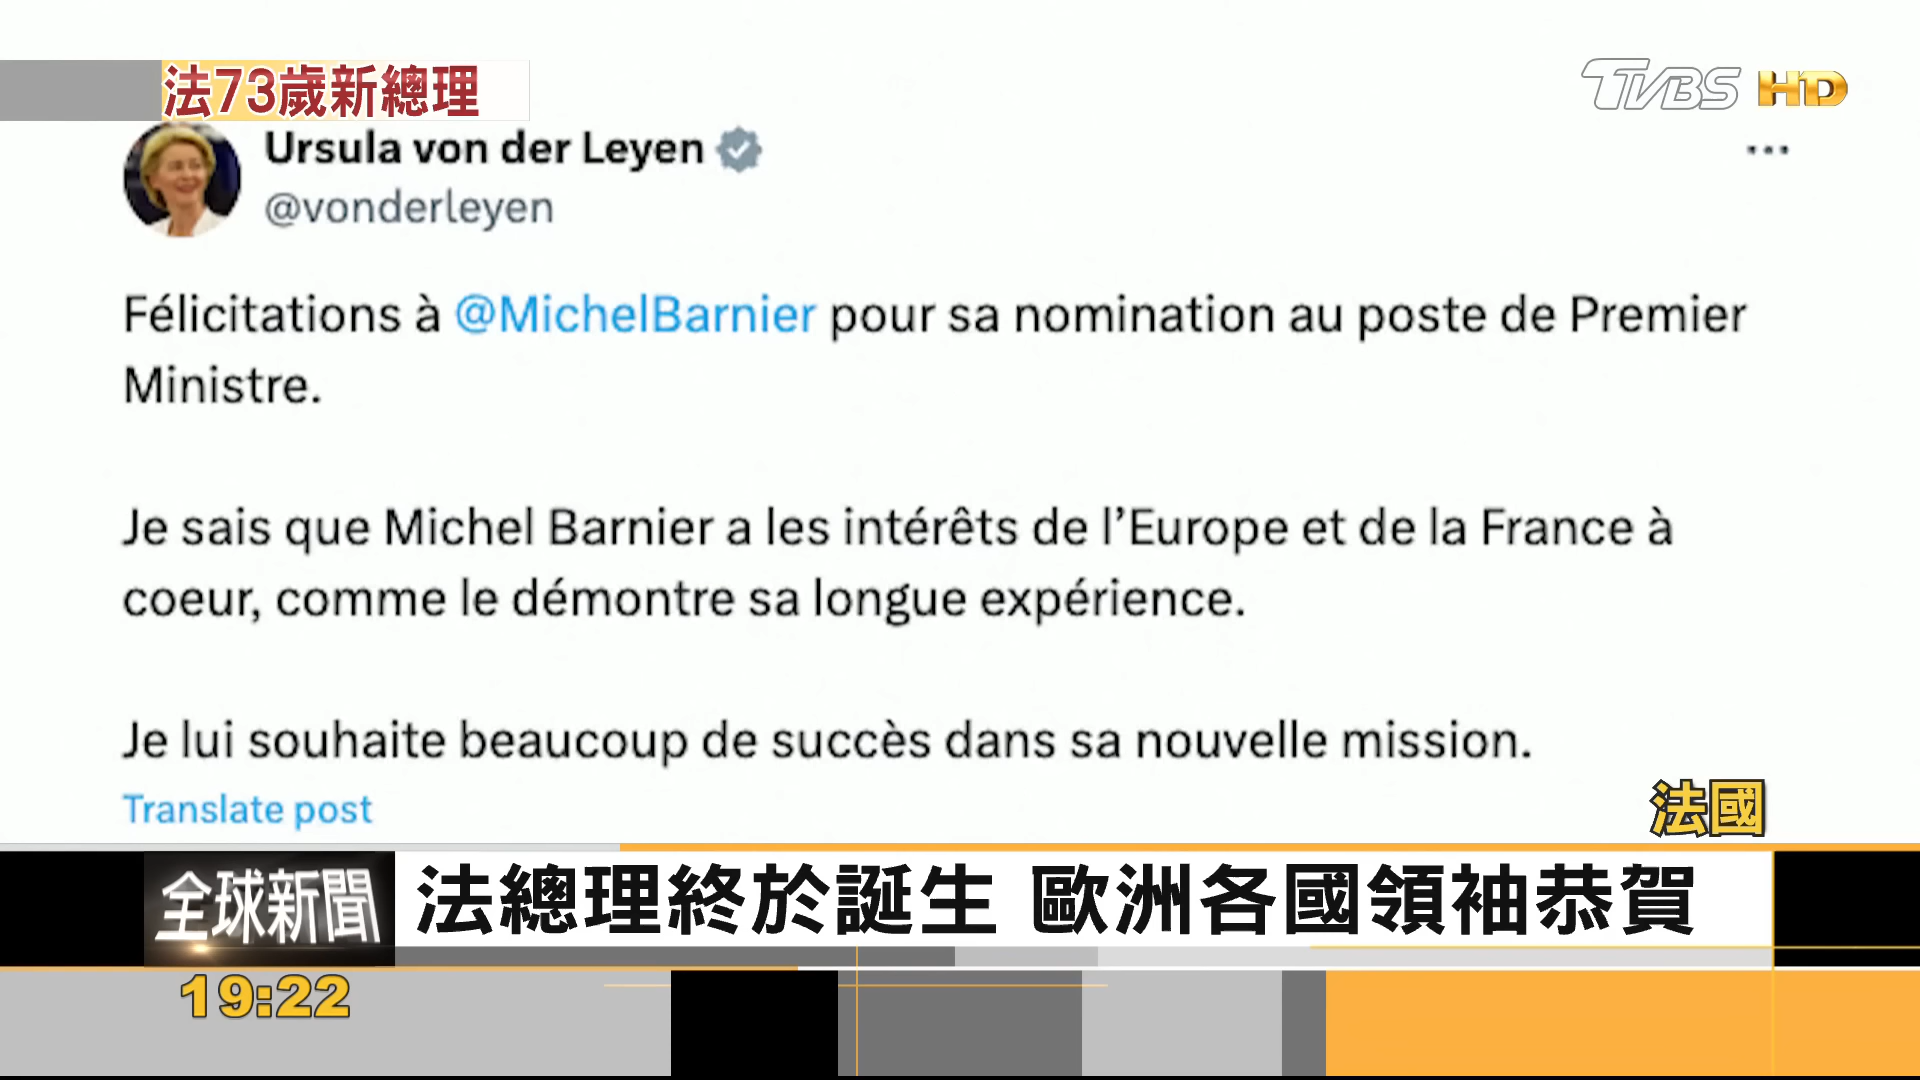 法73歲新總理
TVBS HD
Ursula von der Leyen
@vonderleyen
Félicitations à @MichelBarnier pour sa nomination au poste de Premier
Ministre.
Je sais que Michel Barnier a les intérêts de l’Europe et de la France à
coeur, comme le démontre sa longue expérience.
Je lui souhaite beaucoup de succès dans sa nouvelle mission.
Translate post
法國
全球新聞
法總理終於誕生 歐洲各國領袖恭賀
19:22